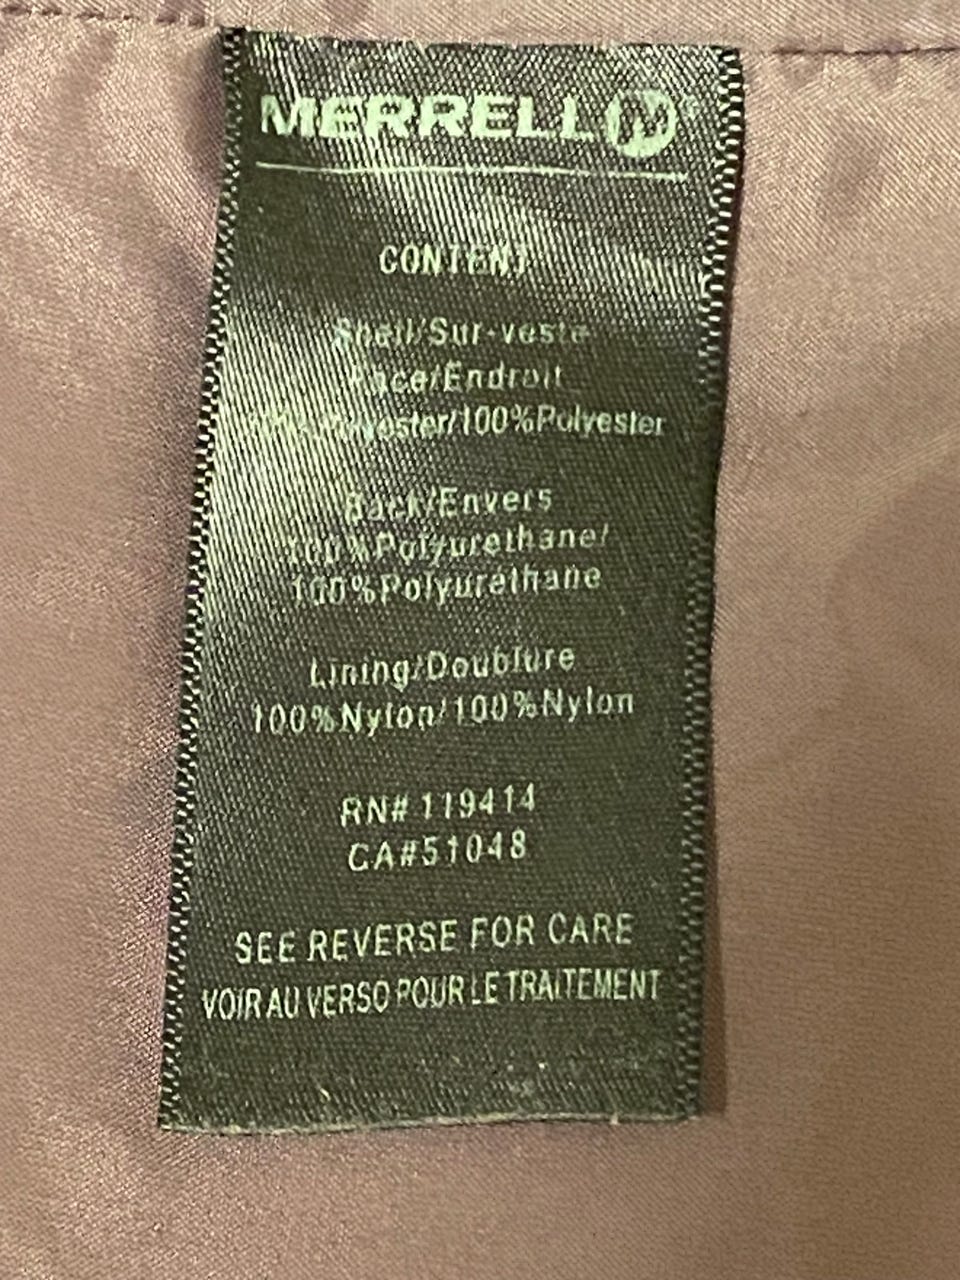 MERRELL M
CONTENT
Shell/Sur-veste
Face/Endroit
100%Polyester/100%Polyester
Back/Envers
100%Polyurethane/
100%Polyuréthane
Lining/Doublure
100%Nylon/100%Nylon
RN# 119414
CA#51048
SEE REVERSE FOR CARE
VOIR AU VERSO POUR LE TRAITEMENT